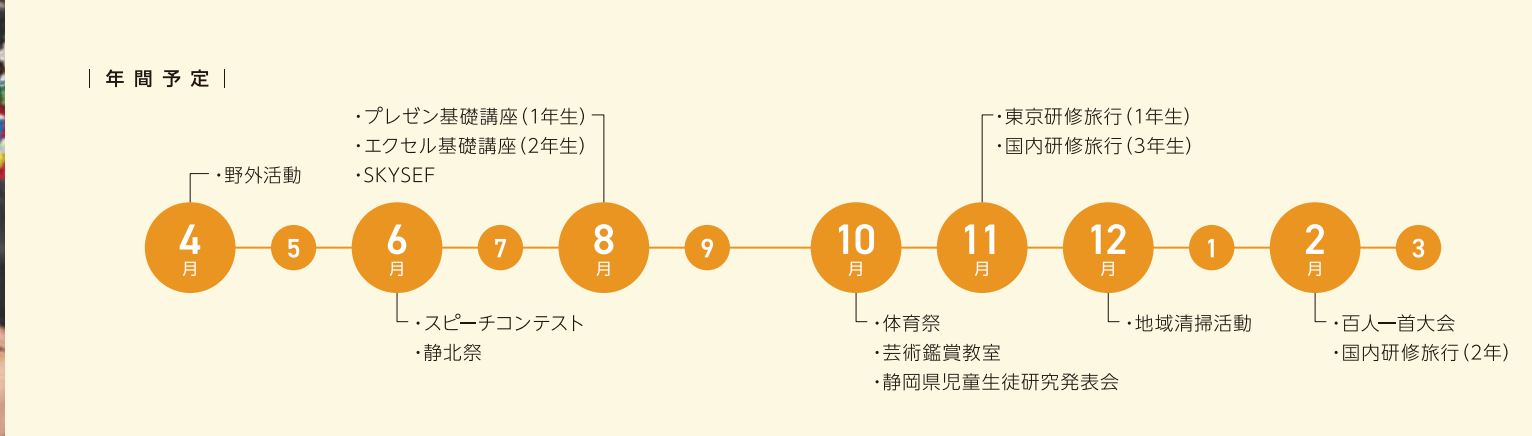 年間予定
・プレゼン基礎講座(1年生)
・エクセル基礎講座(2年生)
・SKYSEF
・東京研修旅行(1年生)
・国内研修旅行(3年生)
・野外活動
4月
5
6月
7
8月
9
10月
11月
12月
1
2月
3
・スピーチコンテスト
・静北祭
・体育祭
・芸術鑑賞教室
・静岡県児童生徒研究発表会
・地域清掃活動
・百人一首大会
・国内研修旅行(2年)